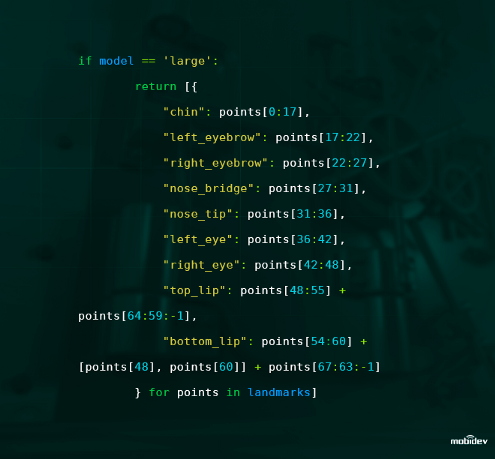 if model == 'large':
return [{
"chin": points[0:17],
"left_eyebrow": points[17:22],
"right_eyebrow": points[22:27],
"nose_bridge": points[27:31],
"nose_tip": points[31:36],
"left_eye": points[36:42],
"right_eye": points[42:48],
"top_lip": points[48:55] +
points[64:59:-1],
"bottom_lip": points[54:60] +
[points[48], points[60]] + points[67:63:-1]
} for points in landmarks]
mobidev